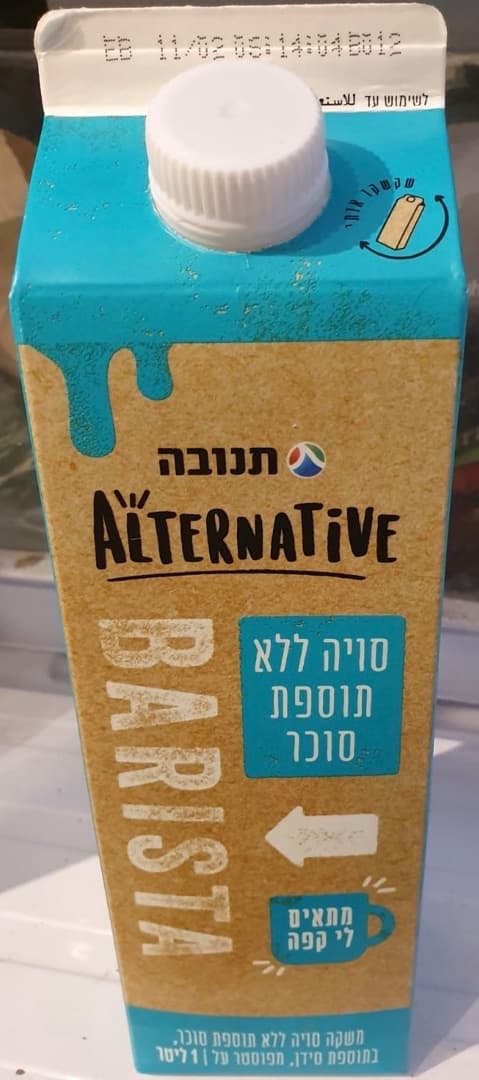 EB 11/02 06:14:04 B012
לשימוש עד
שקשקו אותי
תנובה
ALTERNATiVE
BARISTA
סויה ללא
תוספת
סוכר
מתאים
לי קפה
משקה סויה ללא תוספת סוכר,
בתוספת סידן, מפוסטר על | 1 ליטר